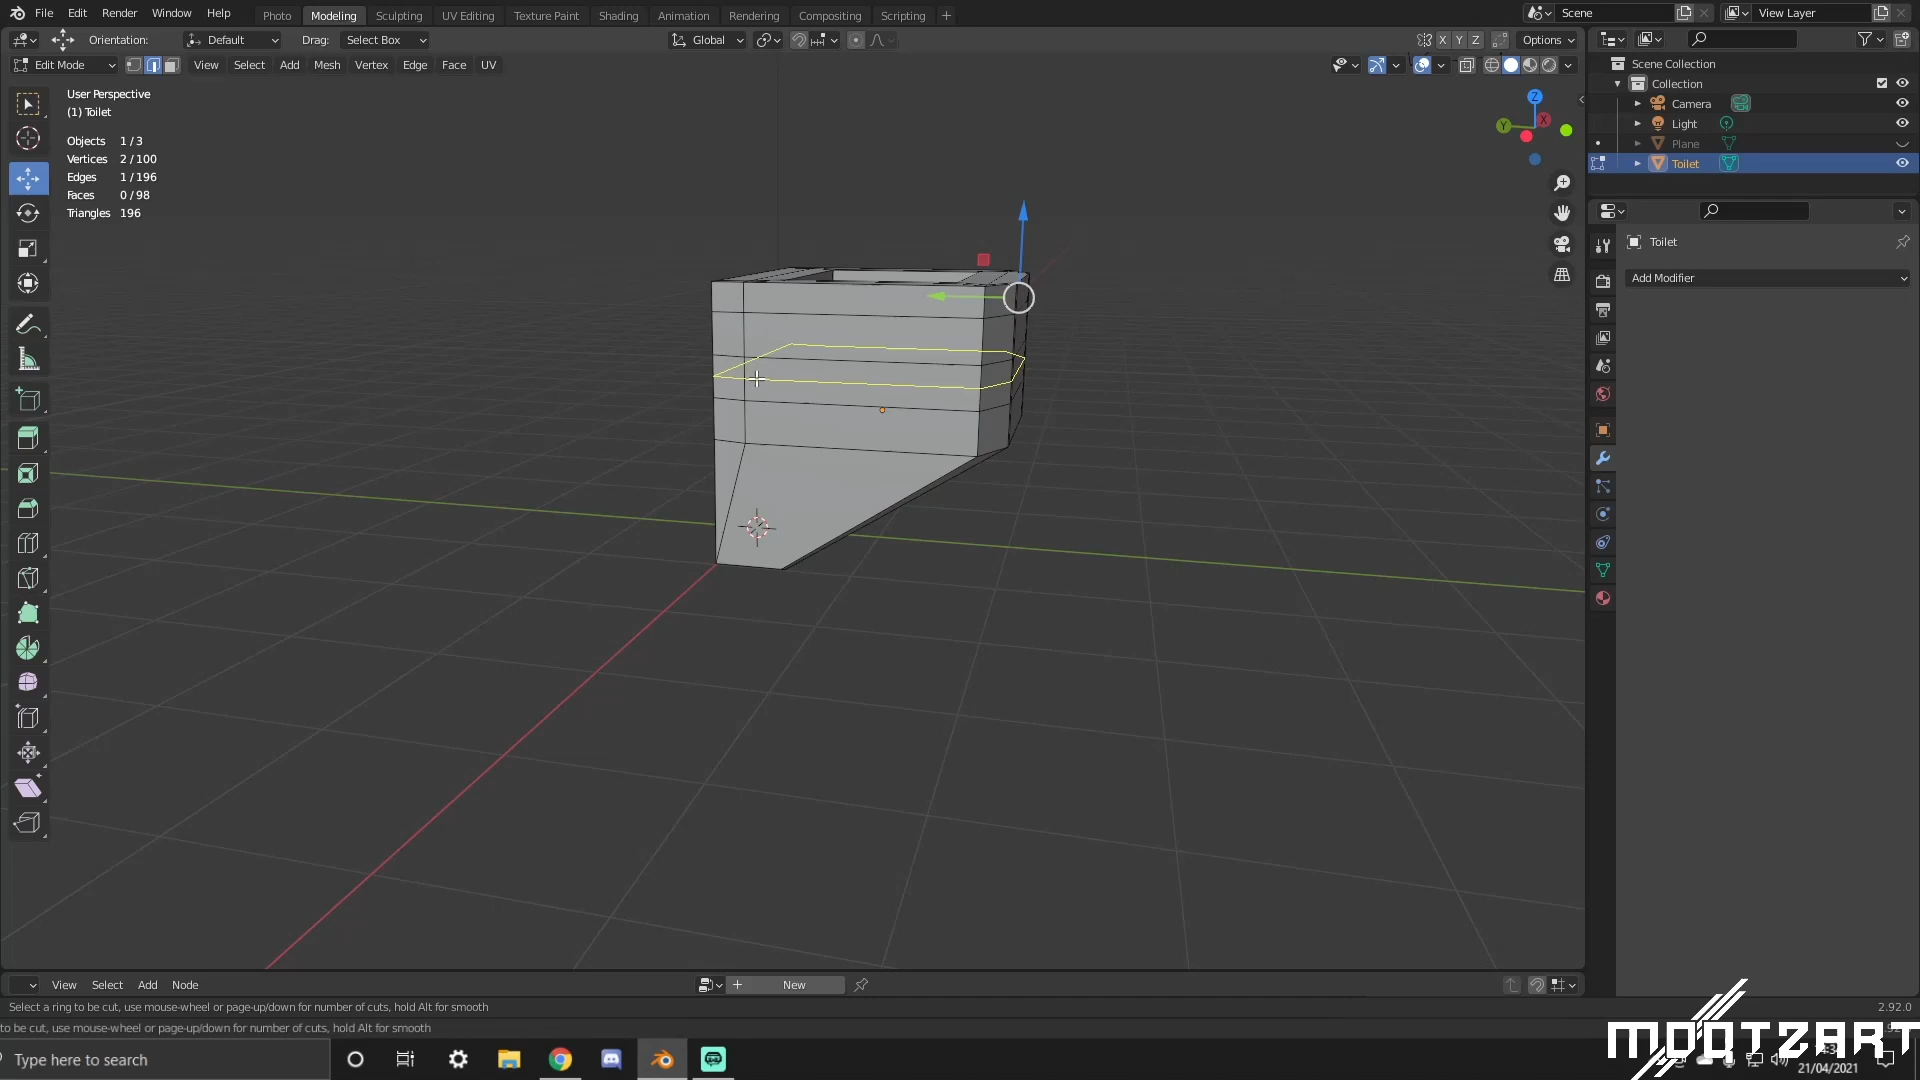 File Edit Render Window Help Photo Modeling Sculpting UV Editing Texture Paint Shading Animation Rendering Compositing Scripting + Scene View Layer
Orientation: Default Drag: Select Box Global X Y Z Options
Edit Mode View Select Add Mesh Vertex Edge Face UV
User Perspective
(1) Toilet
Objects 1 / 3
Vertices 2 / 100
Edges 1 / 196
Faces 0 / 98
Triangles 196
Z
Y
X
Scene Collection
Collection
Camera
Light
Plane
Toilet
Toilet
Add Modifier
View Select Add Node + New
Select a ring to be cut, use mouse-wheel or page-up/down for number of cuts, hold Alt for smooth
2.92.0
to be cut, use mouse-wheel or page-up/down for number of cuts, hold Alt for smooth
MOOTZART
Type here to search
21/04/2021